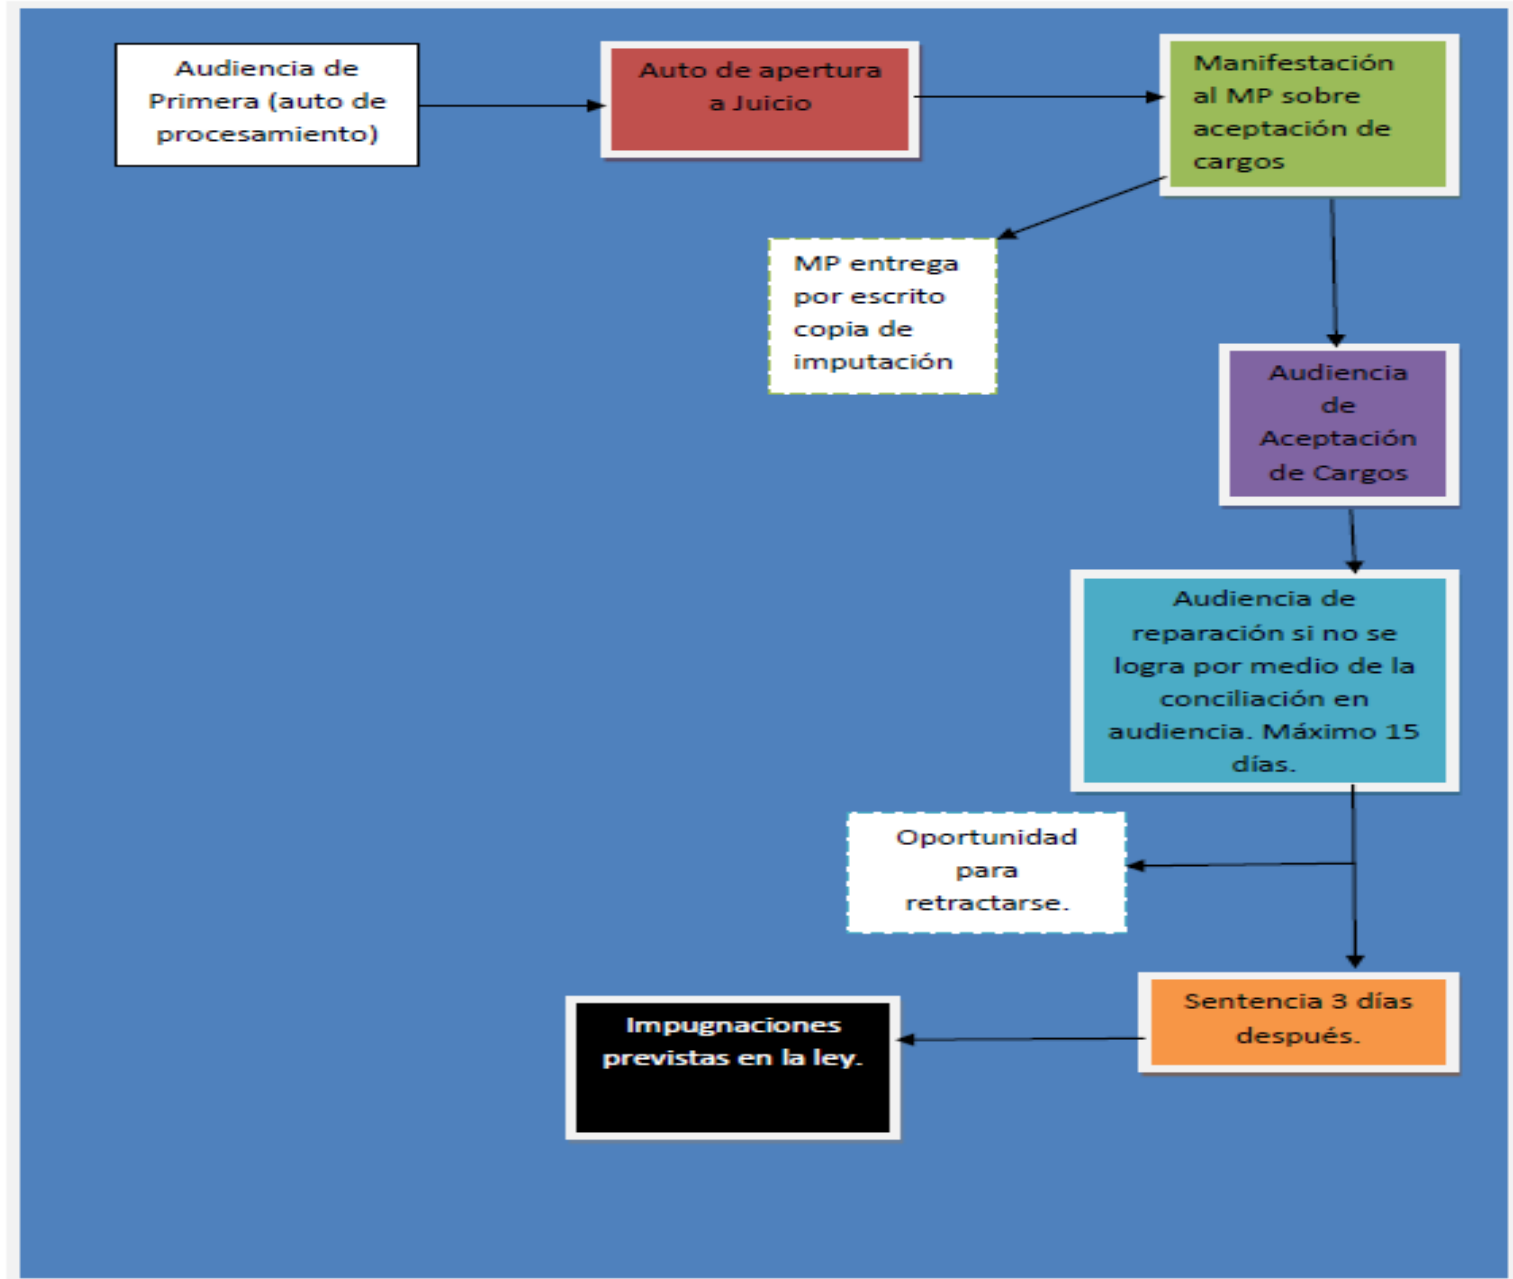 Audiencia de
Primera (auto de
procesamiento)
Auto de apertura
a Juicio
Manifestación
al MP sobre
aceptación de
cargos
MP entrega
por escrito
copia de
imputación
Audiencia
de
Aceptación
de Cargos
Audiencia de
reparación si no se
logra por medio de la
conciliación en
audiencia. Máximo 15
días.
Oportunidad
para
retractarse.
Sentencia 3 días
después.
Impugnaciones
previstas en la ley.